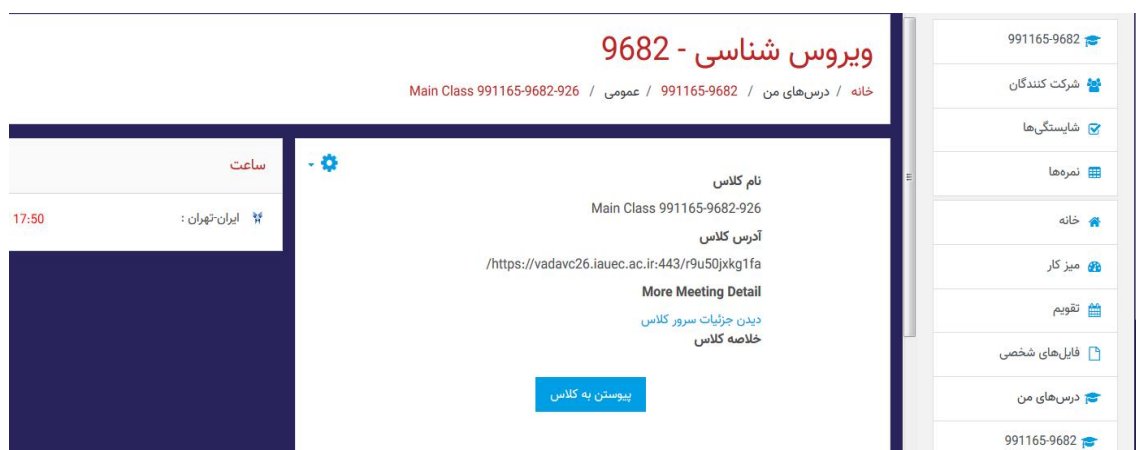 991165-9682
شرکت کنندگان
شایستگی‌ها
نمره‌ها
خانه
میز کار
تقویم
فایل‌های شخصی
درس‌های من
991165-9682
ویروس شناسی - 9682
خانه / درس‌های من / 991165-9682 / عمومی / Main Class 991165-9682-926
نام کلاس
Main Class 991165-9682-926
آدرس کلاس
/https://vadavc26.iauec.ac.ir:443/r9u50jxkg1fa
More Meeting Detail
دیدن جزئیات سرور کلاس
خلاصه کلاس
پیوستن به کلاس
ساعت
ایران-تهران : 17:50